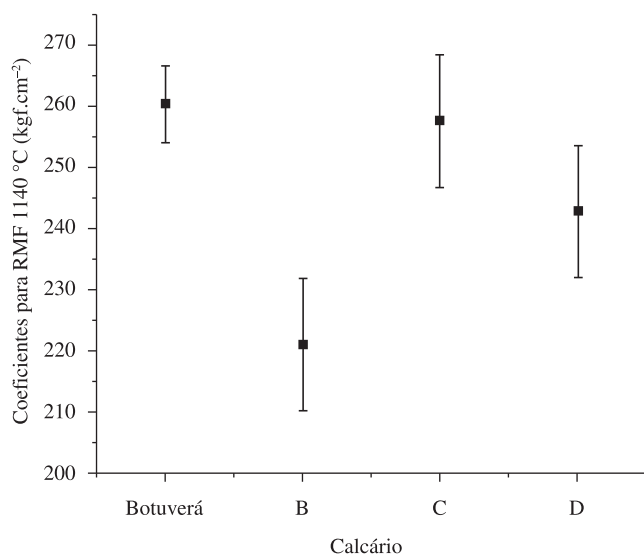 Coeficientes para RMF 1140 °C (kgf.cm⁻²)
270
260
250
240
230
220
210
200
Botuverá B C D
Calcário